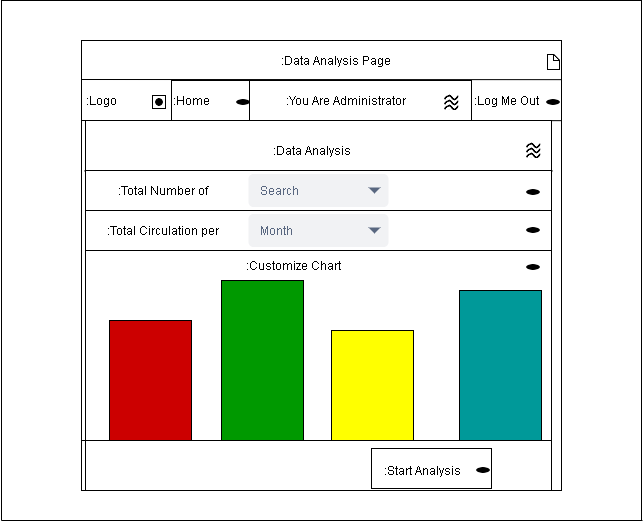 :Data Analysis Page
:Logo
:Home
:You Are Administrator
:Log Me Out
:Data Analysis
:Total Number of
Search
:Total Circulation per
Month
:Customize Chart
:Start Analysis